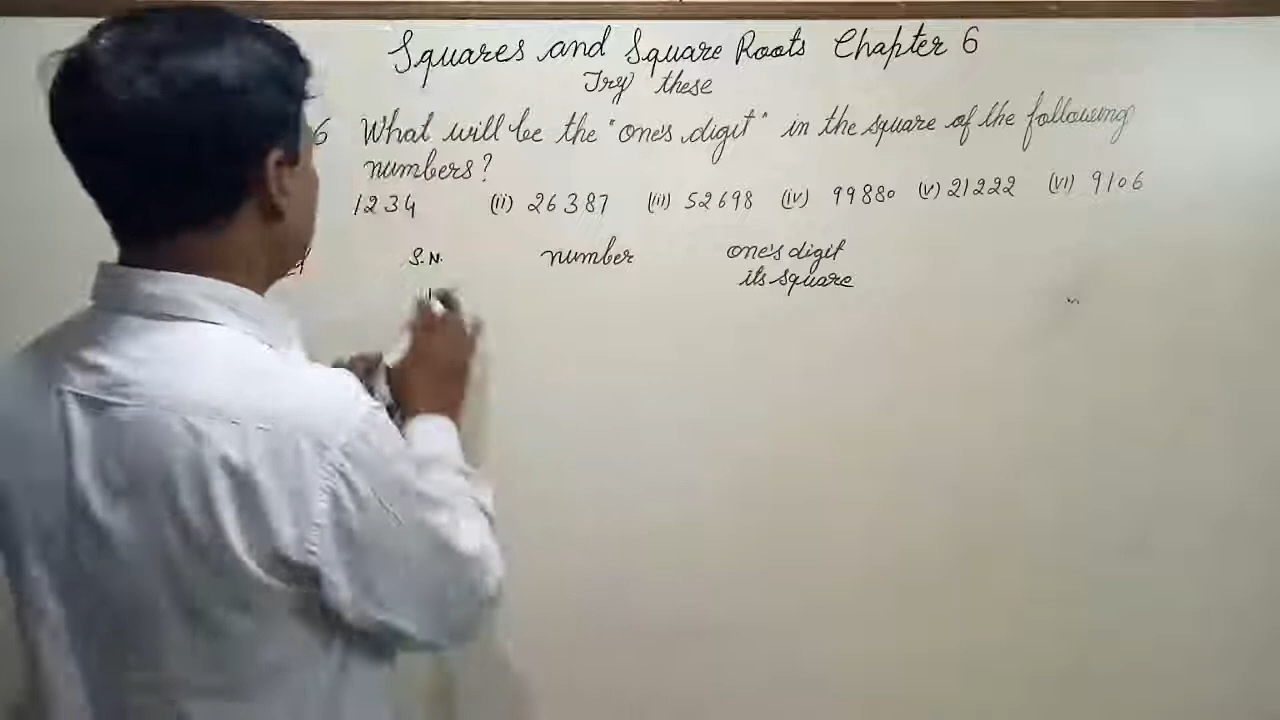 Squares and Square Roots Chapter 6
Try these
6 What will be the "one's digit" in the square of the following
numbers?
1234 (ii) 26387 (iii) 52698 (iv) 99880 (v) 21222 (vi) 9106
S.N. number one's digit
its square